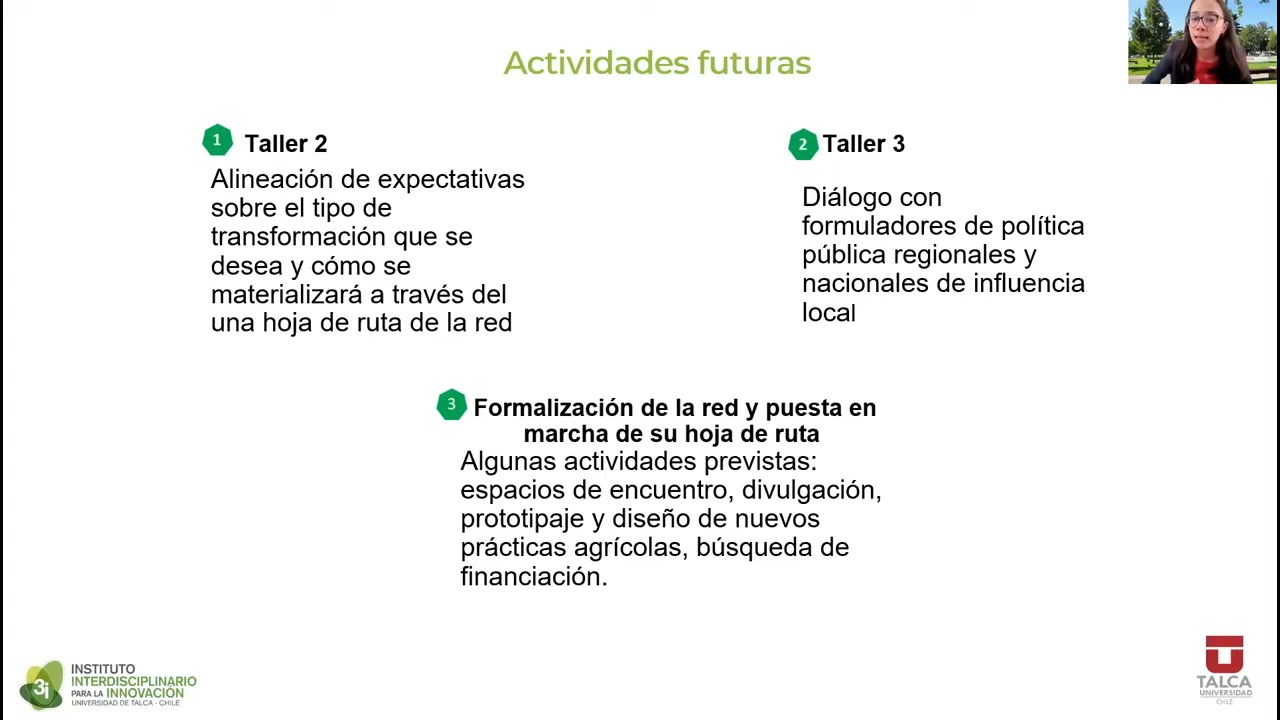 Actividades futuras
1 Taller 2
Alineación de expectativas
sobre el tipo de
transformación que se
desea y cómo se
materializará a través del
una hoja de ruta de la red
2 Taller 3
Diálogo con
formuladores de política
pública regionales y
nacionales de influencia
local
3 Formalización de la red y puesta en
marcha de su hoja de ruta
Algunas actividades previstas:
espacios de encuentro, divulgación,
prototipaje y diseño de nuevos
prácticas agrícolas, búsqueda de
financiación.
3i
INSTITUTO
INTERDISCIPLINARIO
PARA LA INNOVACIÓN
UNIVERSIDAD DE TALCA - CHILE
TALCA
UNIVERSIDAD
CHILE